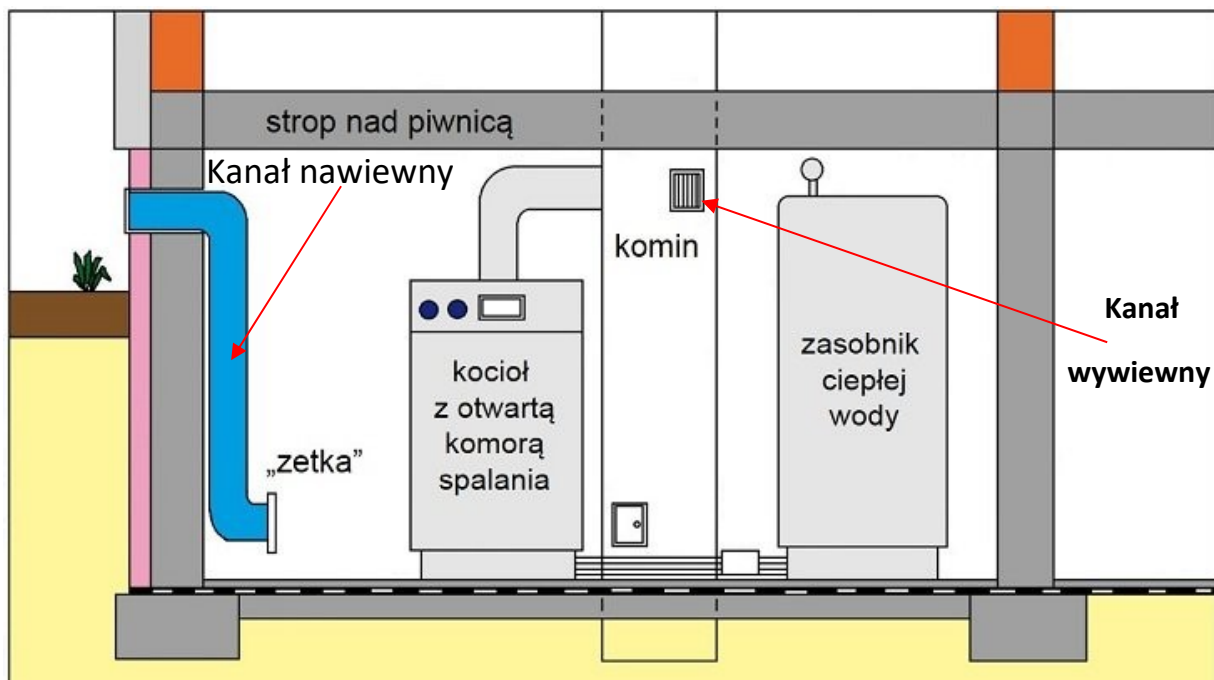 strop nad piwnicą
Kanał nawiewny
komin
Kanał
wywiewny
kocioł
z otwartą
komorą
spalania
zasobnik
ciepłej
wody
„zetka”